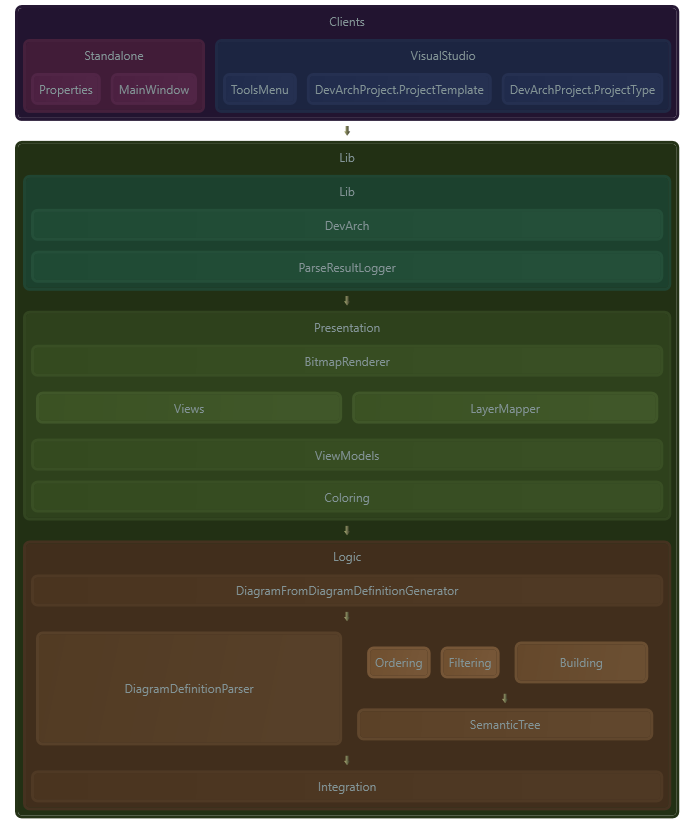 Clients
Standalone
VisualStudio
Properties
MainWindow
ToolsMenu
DevArchProject.ProjectTemplate
DevArchProject.ProjectType
Lib
Lib
DevArch
ParseResultLogger
Presentation
BitmapRenderer
Views
LayerMapper
ViewModels
Coloring
Logic
DiagramFromDiagramDefinitionGenerator
DiagramDefinitionParser
Ordering
Filtering
Building
SemanticTree
Integration